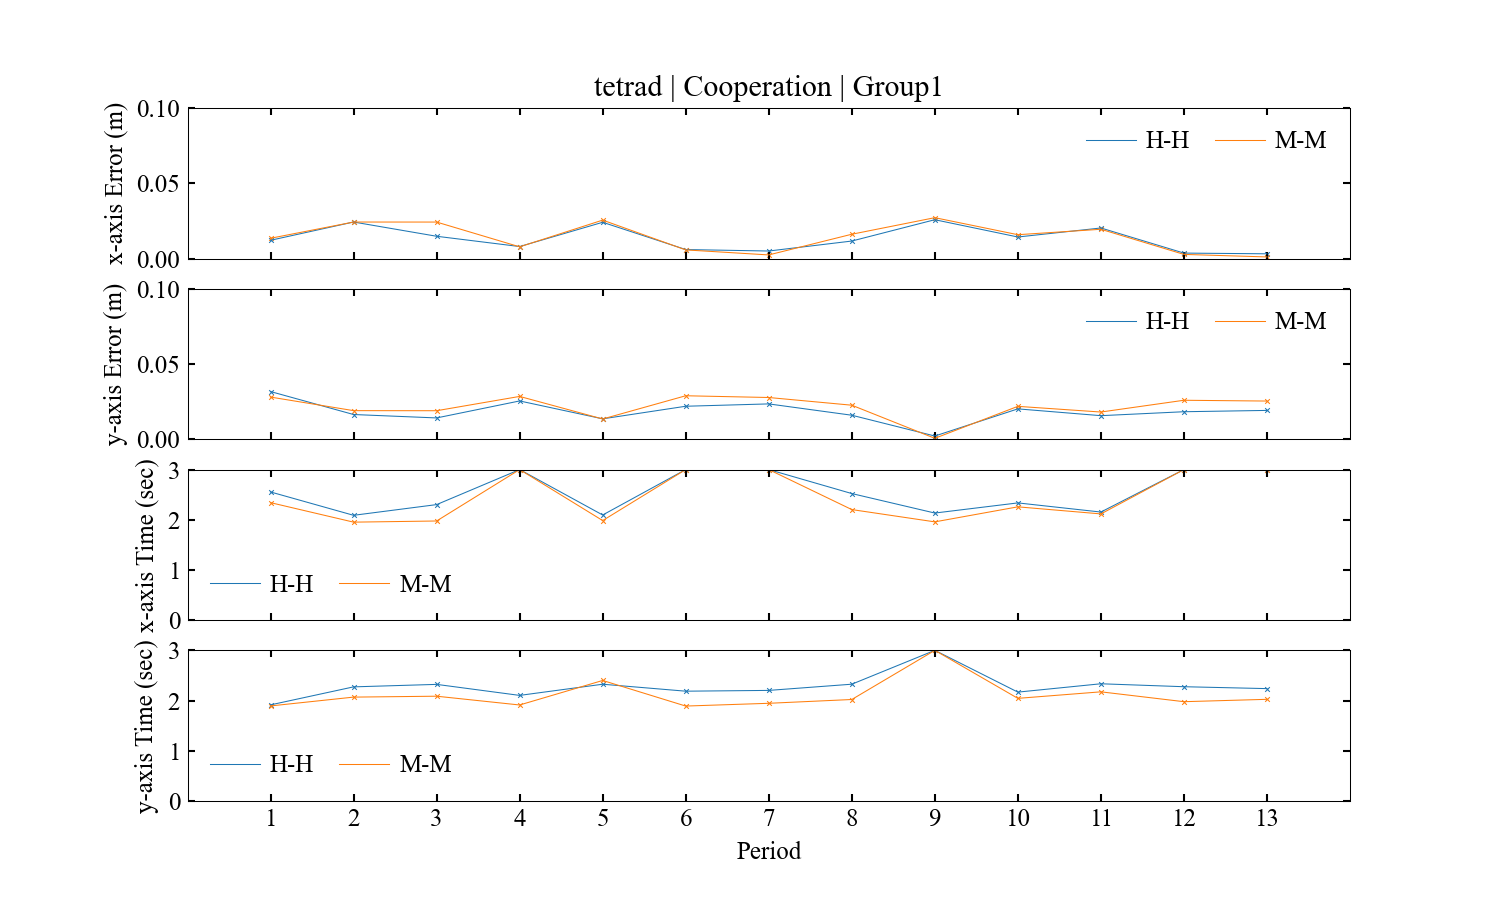 tetrad | Cooperation | Group1
x-axis Error (m)
0.10
0.05
0.00
H-H M-M
y-axis Error (m)
0.10
0.05
0.00
H-H M-M
x-axis Time (sec)
3
2
1
0
H-H M-M
y-axis Time (sec)
3
2
1
0
H-H M-M
1 2 3 4 5 6 7 8 9 10 11 12 13
Period